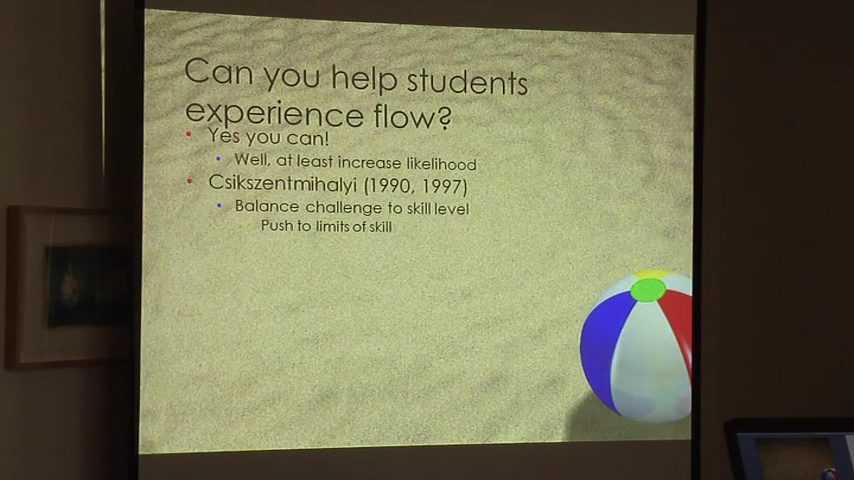 Can you help students
experience flow?
Yes you can!
Well, at least increase likelihood
Csikszentmihalyi (1990, 1997)
Balance challenge to skill level
Push to limits of skill